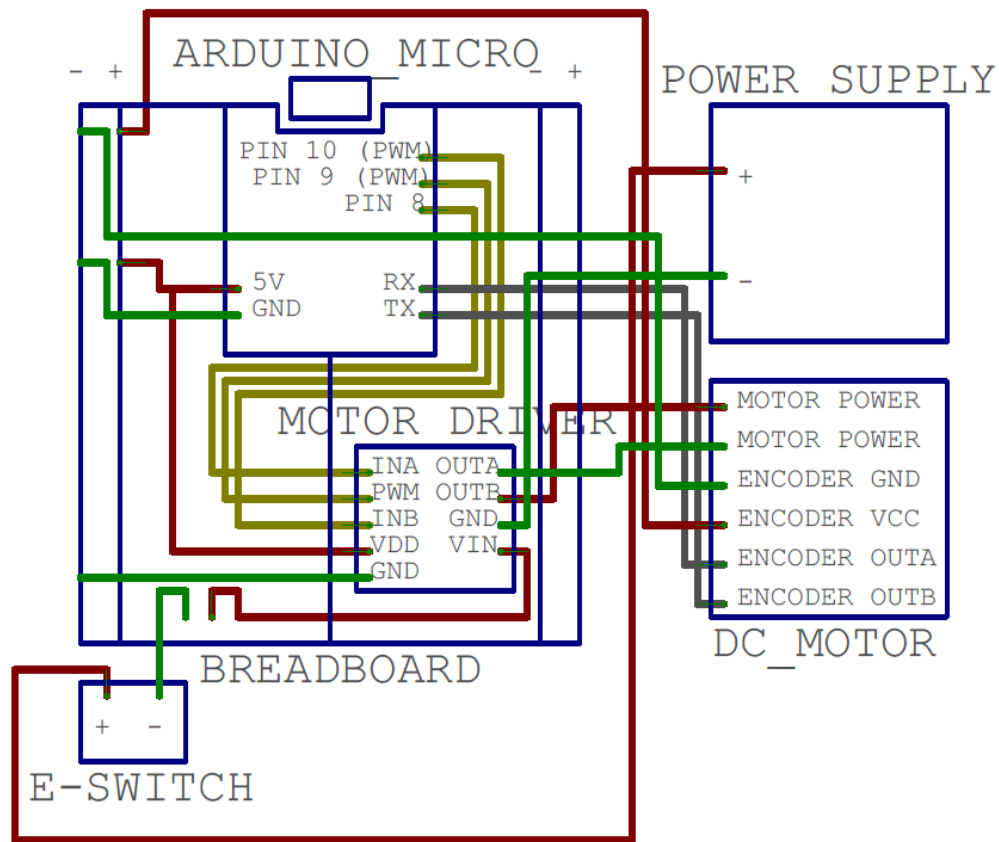 ARDUINO_MICRO
- +
- +
POWER SUPPLY
PIN 10 (PWM)
PIN 9 (PWM)
PIN 8
+
-
5V
GND
RX
TX
MOTOR DRIVER
INA
PWM
INB
VDD
GND
OUTA
OUTB
GND
VIN
MOTOR POWER
MOTOR POWER
ENCODER GND
ENCODER VCC
ENCODER OUTA
ENCODER OUTB
DC_MOTOR
BREADBOARD
+ -
E-SWITCH